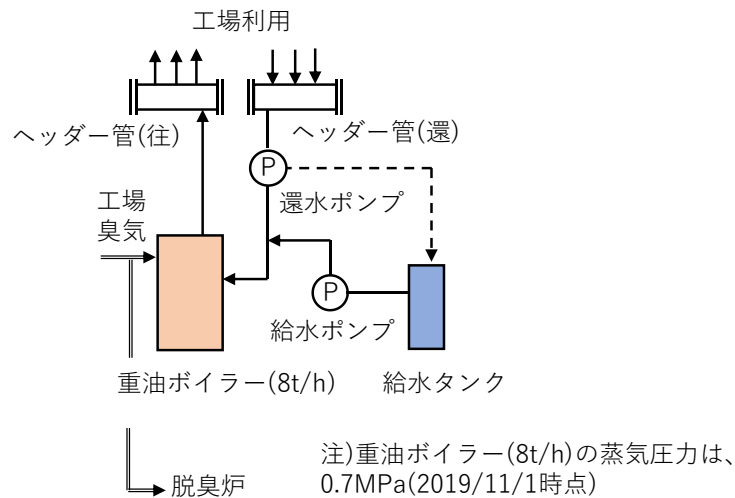 工場利用
ヘッダー管(往)
ヘッダー管(還)
P
還水ポンプ
工場
臭気
P
給水ポンプ
重油ボイラー(8t/h)
給水タンク
脱臭炉
注)重油ボイラー(8t/h)の蒸気圧力は、
0.7MPa(2019/11/1時点)